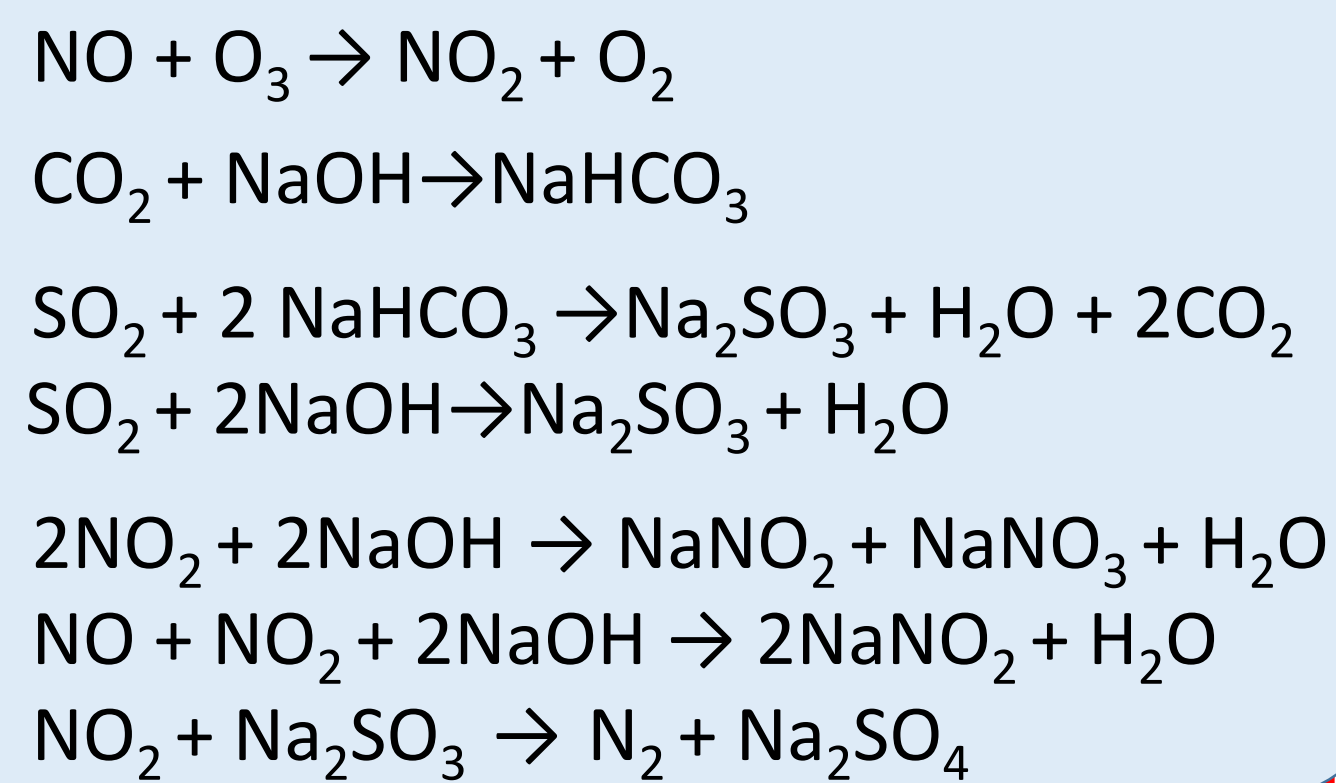 NO + O₃ → NO₂ + O₂
CO₂ + NaOH→NaHCO₃
SO₂ + 2 NaHCO₃ →Na₂SO₃ + H₂O + 2CO₂
SO₂ + 2NaOH→Na₂SO₃ + H₂O
2NO₂ + 2NaOH → NaNO₂ + NaNO₃ + H₂O
NO + NO₂ + 2NaOH → 2NaNO₂ + H₂O
NO₂ + Na₂SO₃ → N₂ + Na₂SO₄